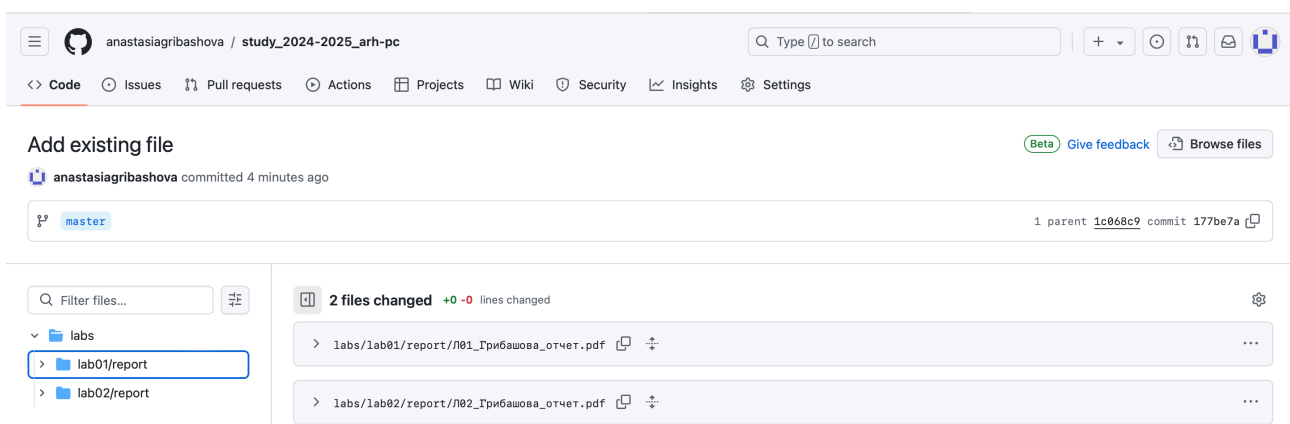 anastasiagribashova / study_2024-2025_arh-pc
Type / to search
Code Issues Pull requests Actions Projects Wiki Security Insights Settings
Add existing file
Beta Give feedback Browse files
anastasiagribashova committed 4 minutes ago
master
1 parent 1c068c9 commit 177be7a
Filter files...
2 files changed +0 -0 lines changed
labs
labs/lab01/report/Л01_Грибашова_отчет.pdf
lab01/report
lab02/report
labs/lab02/report/Л02_Грибашова_отчет.pdf